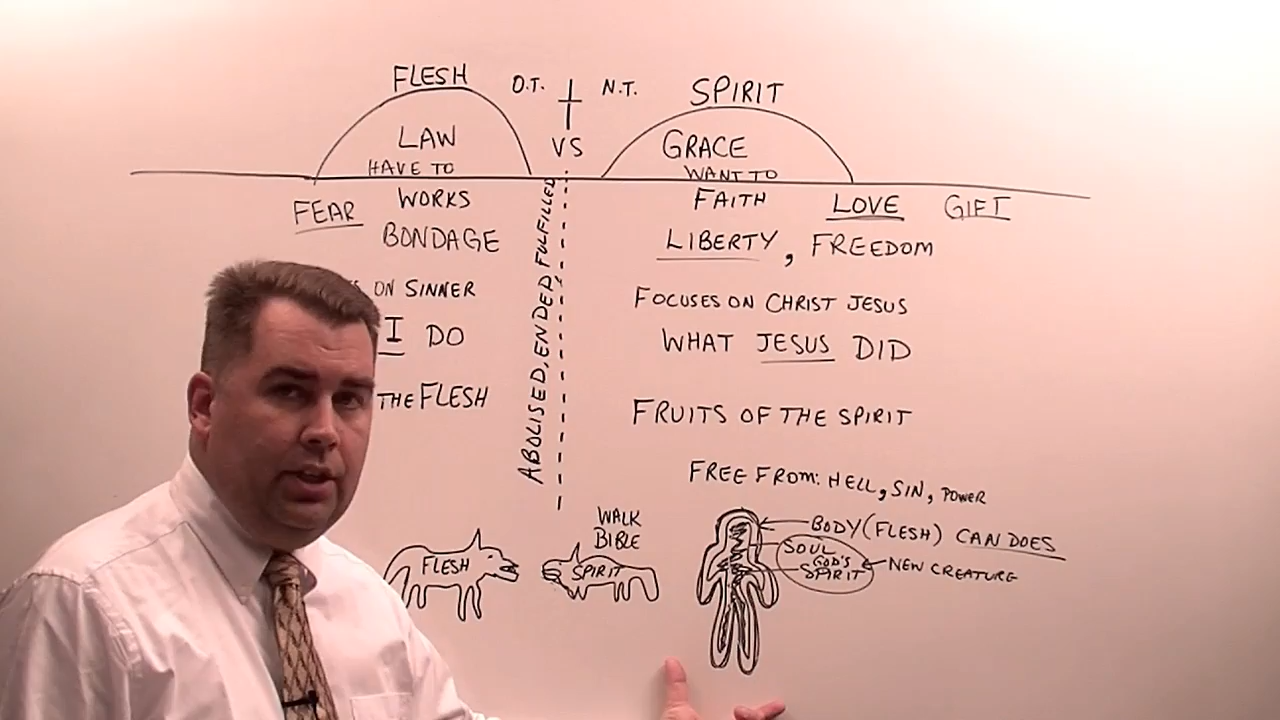 FLESH
O.T.
N.T.
SPIRIT
LAW
VS
GRACE
HAVE TO
WANT TO
WORKS
FAITH
FEAR
LOVE
GIFT
BONDAGE
LIBERTY, FREEDOM
ABOLISED, ENDED, FULFILLED
ON SINNER
FOCUSES ON CHRIST JESUS
I DO
WHAT JESUS DID
THE FLESH
FRUITS OF THE SPIRIT
FREE FROM: HELL, SIN, POWER
WALK
BIBLE
BODY (FLESH) CAN DOES
FLESH
SPIRIT
SOUL
GOD'S
SPIRIT
NEW CREATURE